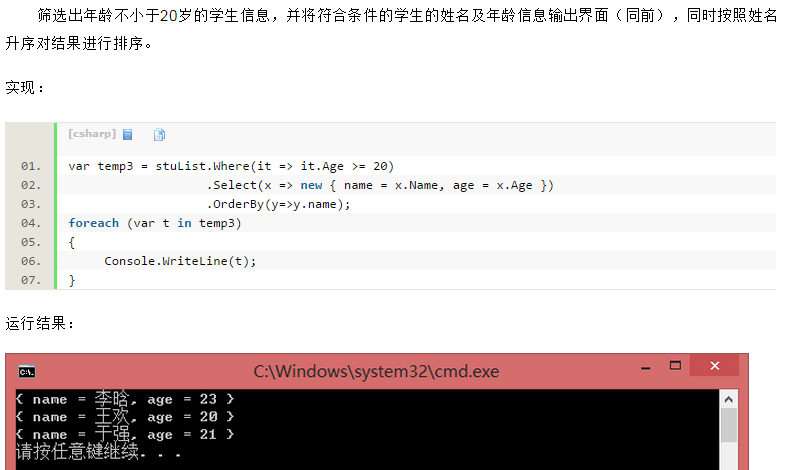 筛选出年龄不小于20岁的学生信息，并将符合条件的学生的姓名及年龄信息输出界面（同前），同时按照姓名
升序对结果进行排序。
实现：
[csharp]
01. var temp3 = stuList.Where(it => it.Age >= 20)
02. .Select(x => new { name = x.Name, age = x.Age })
03. .OrderBy(y=>y.name);
04. foreach (var t in temp3)
05. {
06. Console.WriteLine(t);
07. }
运行结果：
C:\Windows\system32\cmd.exe
{ name = 李晗, age = 23 }
{ name = 王欢, age = 20 }
{ name = 于强, age = 21 }
请按任意键继续. . .